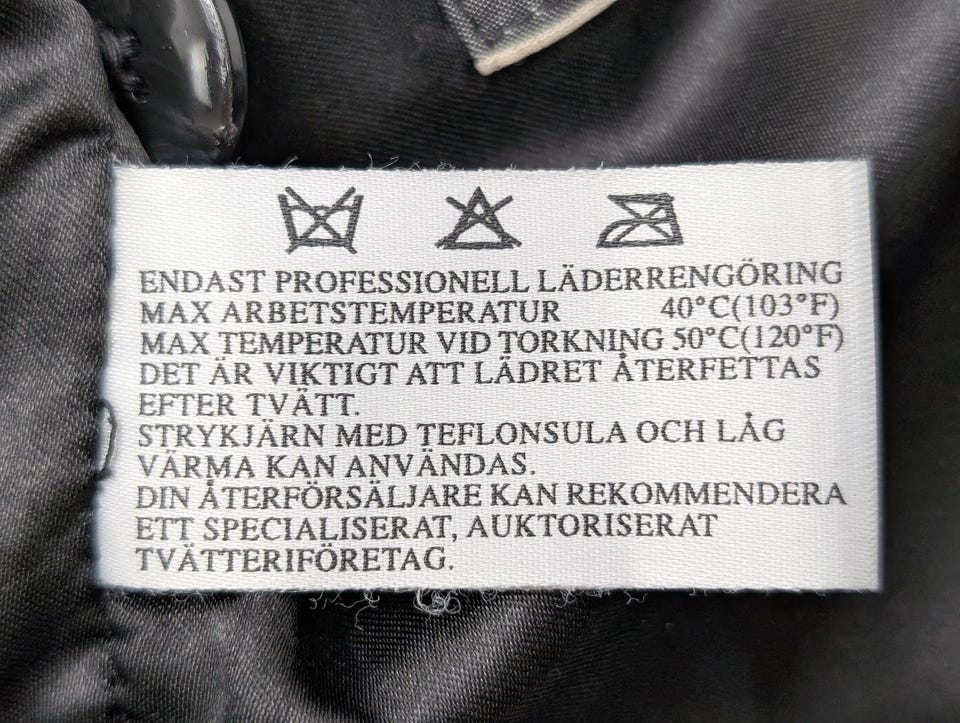 ENDAST PROFESSIONELL LÄDERRENGÖRING
MAX ARBETSTEMPERATUR 40°C(103°F)
MAX TEMPERATUR VID TORKNING 50°C(120°F)
DET ÄR VIKTIGT ATT LÄDRET ÅTERFETTAS
EFTER TVÄTT.
STRYKJÄRN MED TEFLONSULA OCH LÅG
VÄRMA KAN ANVÄNDAS.
DIN ÅTERFÖRSÄLJARE KAN REKOMMENDERA
ETT SPECIALISERAT, AUKTORISERAT
TVÄTTERIFÖRETAG.